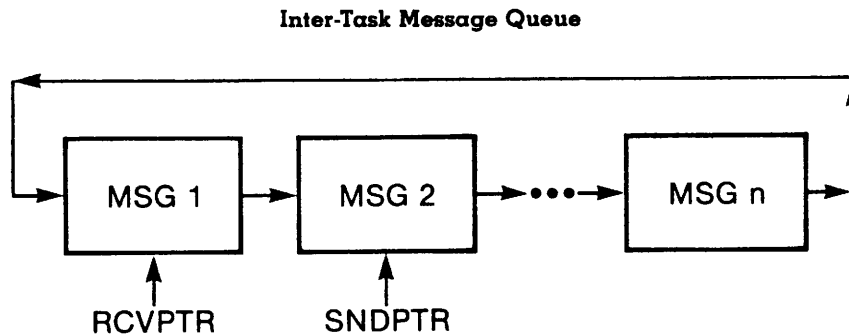 Inter-Task Message Queue
MSG 1
MSG 2
MSG n
RCVPTR
SNDPTR